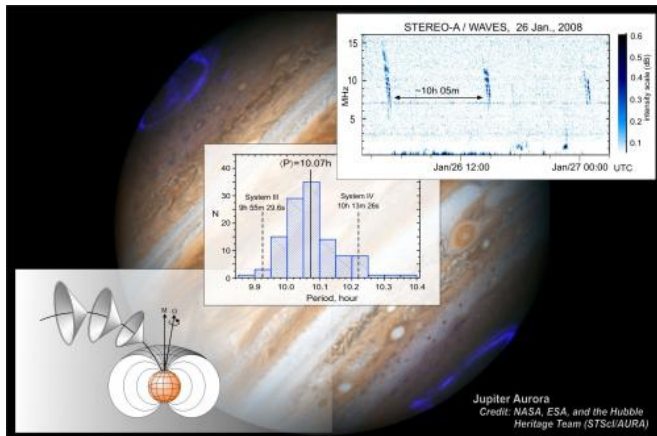 STEREO-A / WAVES, 26 Jan., 2008
15
10
5
MHz
~10h 05m
Jan/26 12:00
Jan/27 00:00
UTC
0.6
0.5
0.4
0.3
0.2
0.1
intensity scale (dB)
⟨P⟩=10.07h
System III
9h 55m 29.6s
System IV
10h 13m 26s
40
30
20
10
0
N
9.9
10.0
10.1
10.2
10.3
10.4
Period, hour
M
Ω
Jupiter Aurora
Credit: NASA, ESA, and the Hubble
Heritage Team (STScI/AURA)